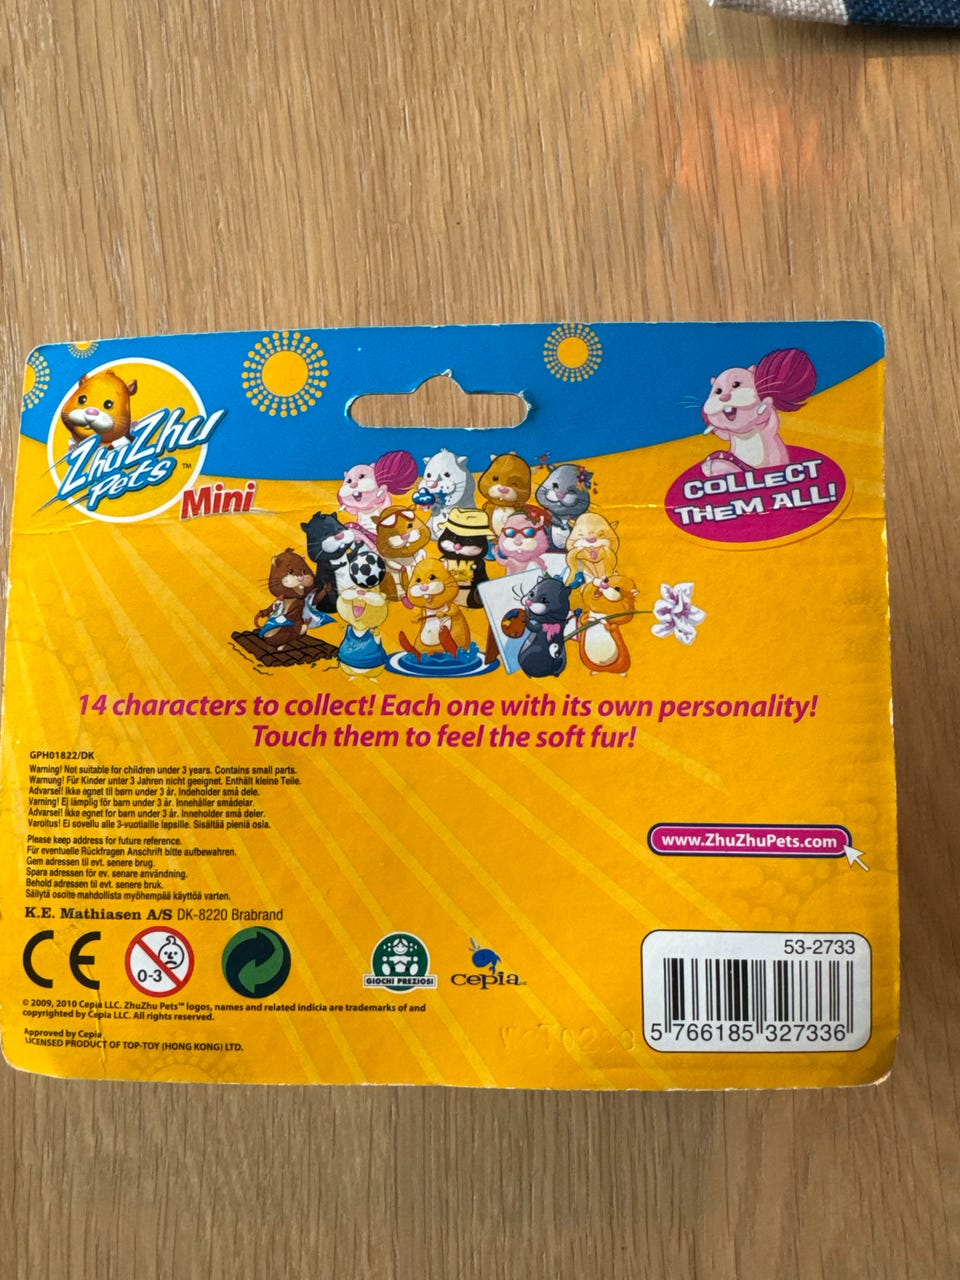 ZhuZhu
Pets™
Mini
COLLECT
THEM ALL!
14 characters to collect! Each one with its own personality!
Touch them to feel the soft fur!
GPH01822/DK
Warning! Not suitable for children under 3 years. Contains small parts.
Warnung! Für Kinder unter 3 Jahren nicht geeignet. Enthält kleine Teile.
Advarsel! Ikke egnet til børn under 3 år. Indeholder små dele.
Varning! Ej lämplig för barn under 3 år. Innehåller smådelar.
Advarsel! Ikke egnet for barn under 3 år. Inneholder små deler.
Varoitus! Ei sovellu alle 3-vuotiaille lapsille. Sisältää pieniä osia.
Please keep address for future reference.
Für eventuelle Rückfragen Anschrift bitte aufbewahren.
Gem adressen til evt. senere brug.
Spara adressen för ev. senare användning.
Behold adressen til evt. senere bruk.
Säilytä osoite mahdollista myöhempää käyttöä varten.
K.E. Mathiasen A/S DK-8220 Brabrand
www.ZhuZhuPets.com
CE
0-3
GIOCHI PREZIOSI
cepia LLC
© 2009, 2010 Cepia LLC. ZhuZhu Pets™ logos, names and related indicia are trademarks of and
copyrighted by Cepia LLC. All rights reserved.
Approved by Cepia
LICENSED PRODUCT OF TOP-TOY (HONG KONG) LTD.
53-2733
5 766185 327336